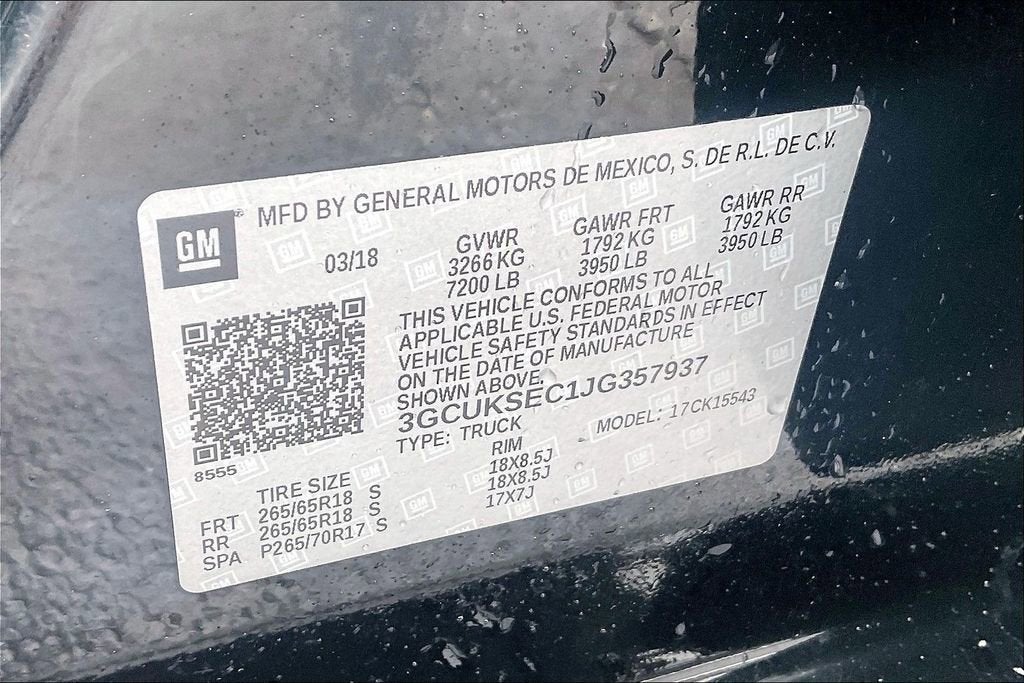 GM
MFD BY GENERAL MOTORS DE MEXICO, S. DE R.L. DE C.V.
03/18
GVWR
3266 KG
7200 LB
GAWR FRT
1792 KG
3950 LB
GAWR RR
1792 KG
3950 LB
THIS VEHICLE CONFORMS TO ALL
APPLICABLE U.S. FEDERAL MOTOR
VEHICLE SAFETY STANDARDS IN EFFECT
ON THE DATE OF MANUFACTURE
SHOWN ABOVE.
3GCUKSEC1JG357937
TYPE: TRUCK
MODEL: 17CK15543
8555
TIRE SIZE RIM
FRT 265/65R18 S 18X8.5J
RR 265/65R18 S 18X8.5J
SPA P265/70R17 S 17X7J